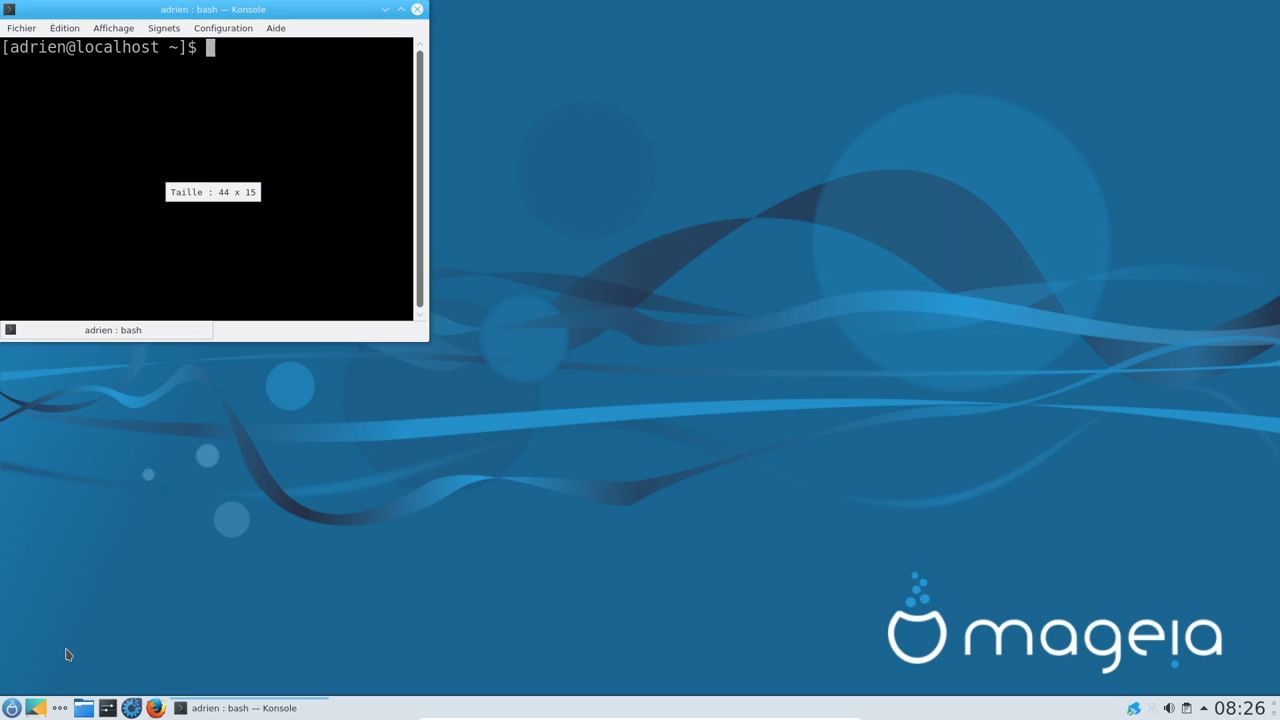 adrien : bash — Konsole
Fichier Édition Affichage Signets Configuration Aide
[adrien@localhost ~]$
Taille : 44 x 15
adrien : bash
mageia
adrien : bash — Konsole
08:26